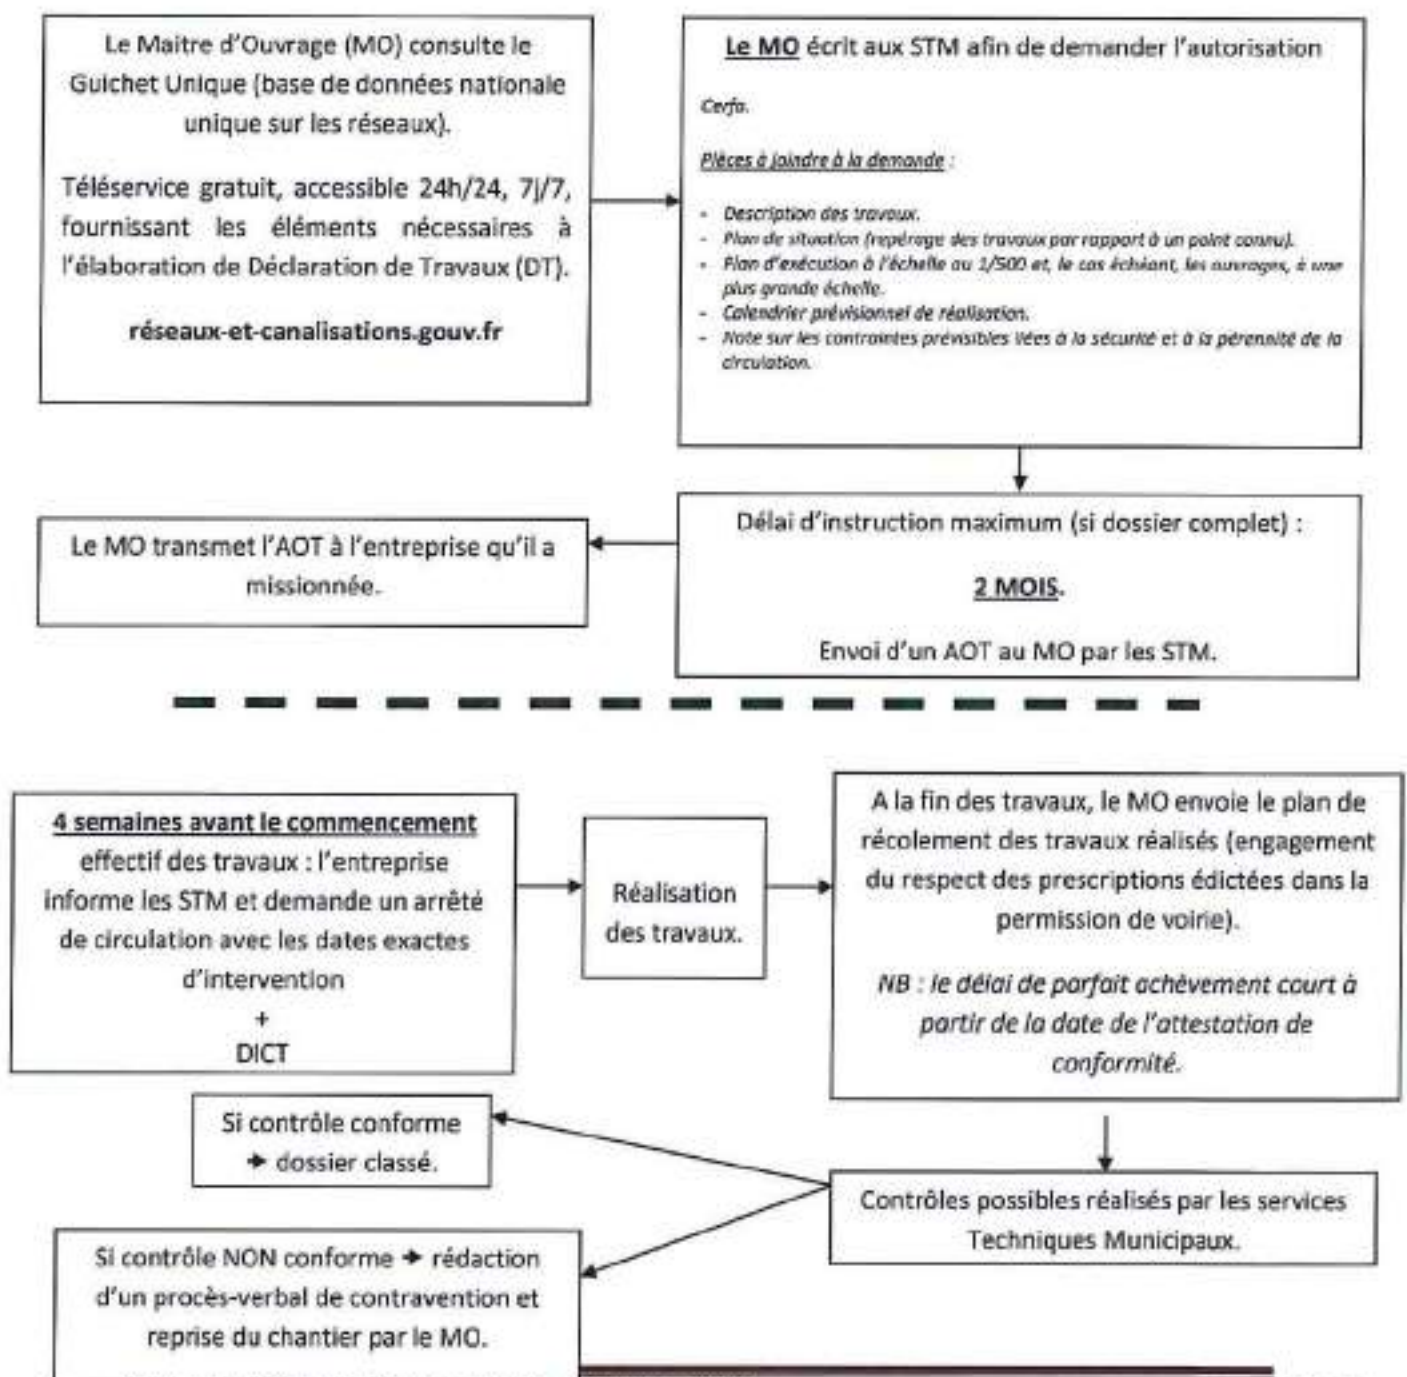 Le Maitre d'Ouvrage (MO) consulte le
Guichet Unique (base de données nationale
unique sur les réseaux).
Téléservice gratuit, accessible 24h/24, 7j/7,
fournissant les éléments nécessaires à
l'élaboration de Déclaration de Travaux (DT).
réseaux-et-canalisations.gouv.fr
Le MO écrit aux STM afin de demander l'autorisation
Cerfa.
Pièces à joindre à la demande :
- Description des travaux.
- Plan de situation (repérage des travaux par rapport à un point connu).
- Plan d'exécution à l'échelle au 1/500 et, le cas échéant, les ouvrages, à une
plus grande échelle.
- Calendrier prévisionnel de réalisation.
- Note sur les contraintes prévisibles liées à la sécurité et à la pérennité de la
circulation.
Délai d'instruction maximum (si dossier complet) :
2 MOIS.
Envoi d'un AOT au MO par les STM.
Le MO transmet l'AOT à l'entreprise qu'il a
missionnée.
4 semaines avant le commencement
effectif des travaux : l'entreprise
informe les STM et demande un arrêté
de circulation avec les dates exactes
d'intervention
+
DICT
Réalisation
des travaux.
A la fin des travaux, le MO envoie le plan de
récolement des travaux réalisés (engagement
du respect des prescriptions édictées dans la
permission de voirie).
NB : le délai de parfait achèvement court à
partir de la date de l'attestation de
conformité.
Contrôles possibles réalisés par les services
Techniques Municipaux.
Si contrôle conforme
→ dossier classé.
Si contrôle NON conforme → rédaction
d'un procès-verbal de contravention et
reprise du chantier par le MO.